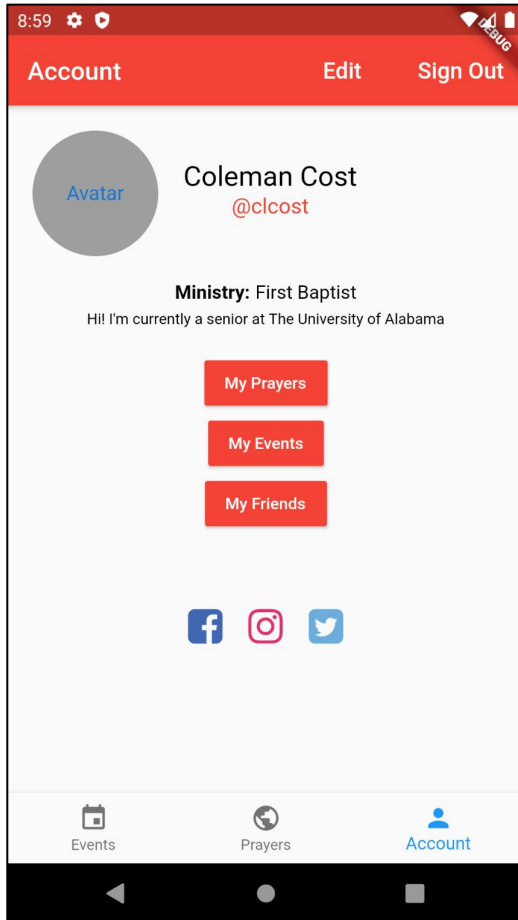 8:59
DEBUG
Account Edit Sign Out
Avatar
Coleman Cost
@clcost
Ministry: First Baptist
Hi! I'm currently a senior at The University of Alabama
My Prayers
My Events
My Friends
Events Prayers Account